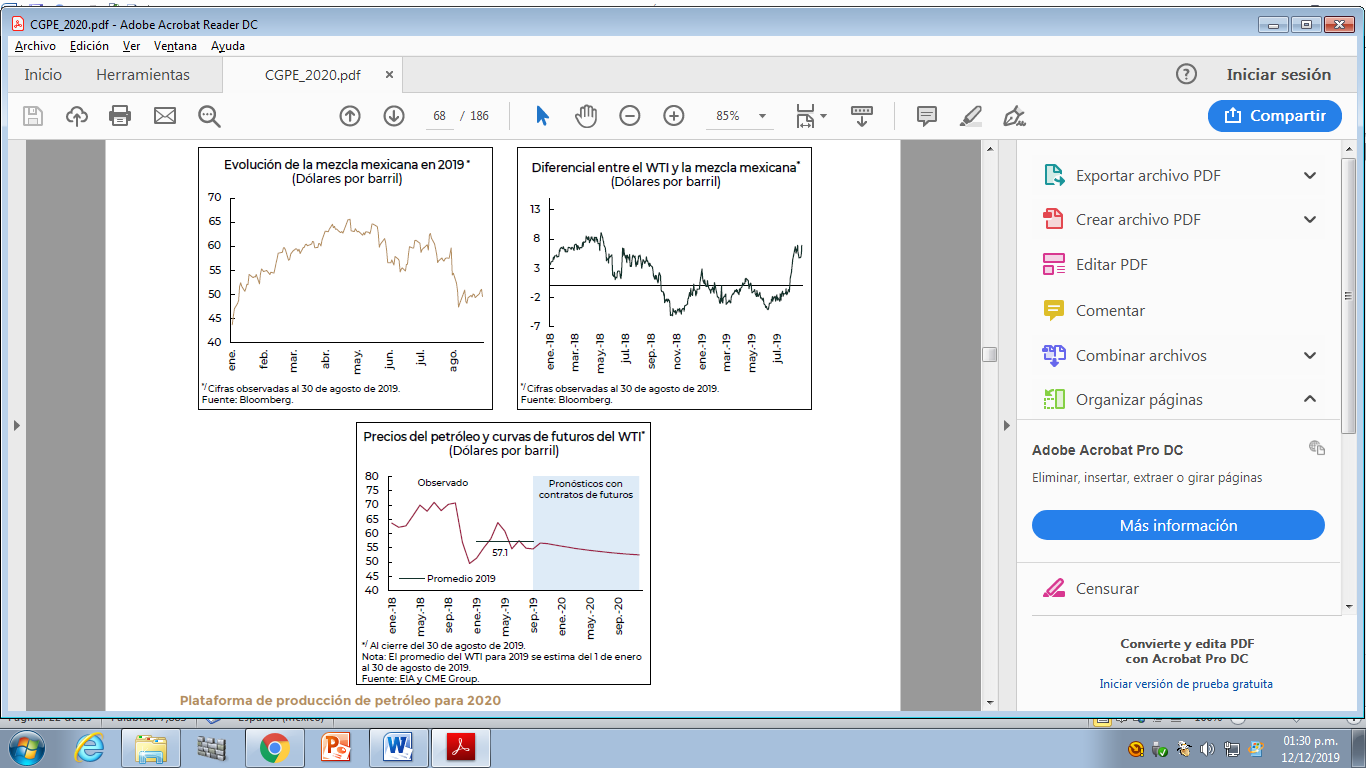 CGPE_2020.pdf - Adobe Acrobat Reader DC
Archivo Edición Ver Ventana Ayuda
Inicio Herramientas CGPE_2020.pdf × Iniciar sesión
68 / 186 85% Compartir
Evolución de la mezcla mexicana en 2019 *
(Dólares por barril)
70
65
60
55
50
45
40
ene. feb. mar. abr. may. jun. jul. ago.
*/ Cifras observadas al 30 de agosto de 2019.
Fuente: Bloomberg.
Diferencial entre el WTI y la mezcla mexicana*
(Dólares por barril)
13
8
3
-2
-7
ene.-18 mar.-18 may.-18 jul.-18 sep.-18 nov.-18 ene.-19 mar.-19 may.-19 jul.-19
*/ Cifras observadas al 30 de agosto de 2019.
Fuente: Bloomberg.
Precios del petróleo y curvas de futuros del WTI*
(Dólares por barril)
80
75
70
65
60
55
50
45
40
Observado
Pronósticos con
contratos de futuros
57.1
Promedio 2019
ene.-18 may.-18 sep.-18 ene.-19 may.-19 sep.-19 ene.-20 may.-20 sep.-20
*/ Al cierre del 30 de agosto de 2019.
Nota: El promedio del WTI para 2019 se estima del 1 de enero
al 30 de agosto de 2019.
Fuente: EIA y CME Group.
Plataforma de producción de petróleo para 2020
Exportar archivo PDF
Crear archivo PDF
Editar PDF
Comentar
Combinar archivos
Organizar páginas
Adobe Acrobat Pro DC
Eliminar, insertar, extraer o girar páginas
Más información
Censurar
Convierte y edita PDF
con Acrobat Pro DC
Iniciar versión de prueba gratuita
01:30 p.m.
12/12/2019